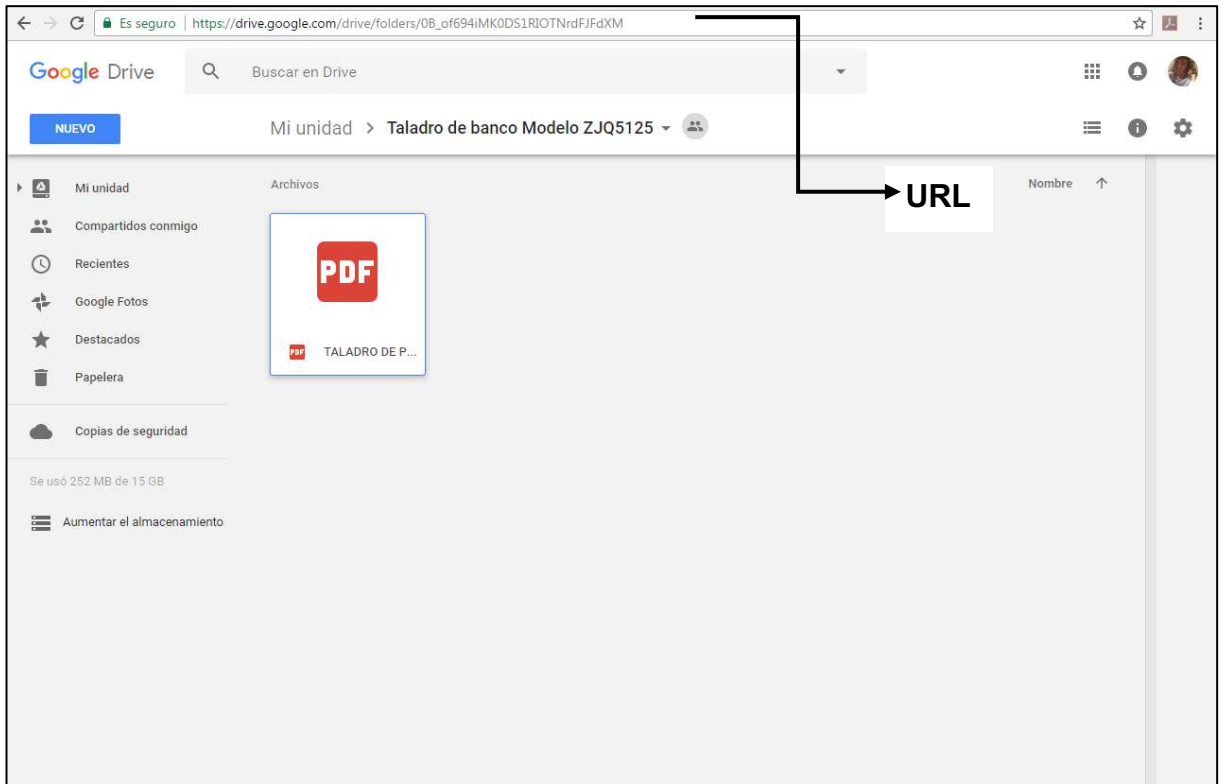 Es seguro | https://drive.google.com/drive/folders/0B_of694iMK0DS1RIOTNrdFJFdXM
Google Drive Buscar en Drive
NUEVO Mi unidad > Taladro de banco Modelo ZJQ5125
Mi unidad Archivos URL Nombre
Compartidos conmigo
Recientes
PDF
Google Fotos
Destacados
PDF TALADRO DE P...
Papelera
Copias de seguridad
Se usó 252 MB de 15 GB
Aumentar el almacenamiento